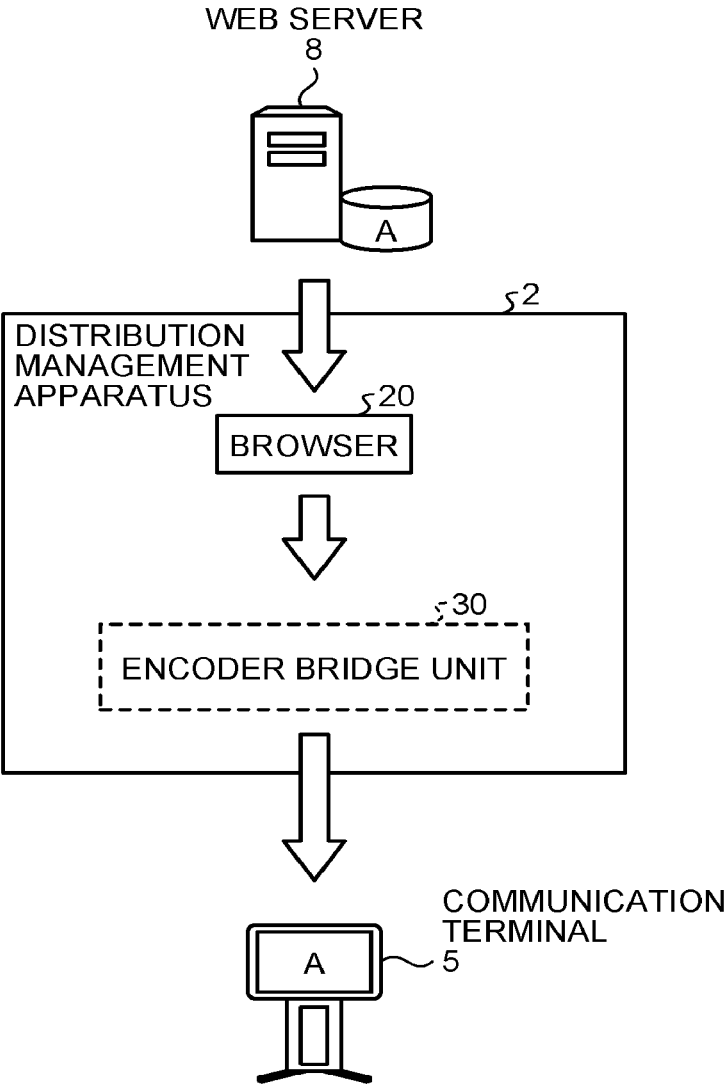 WEB SERVER
8
A
2
DISTRIBUTION
MANAGEMENT
APPARATUS
20
BROWSER
30
ENCODER BRIDGE UNIT
COMMUNICATION
TERMINAL
5
A